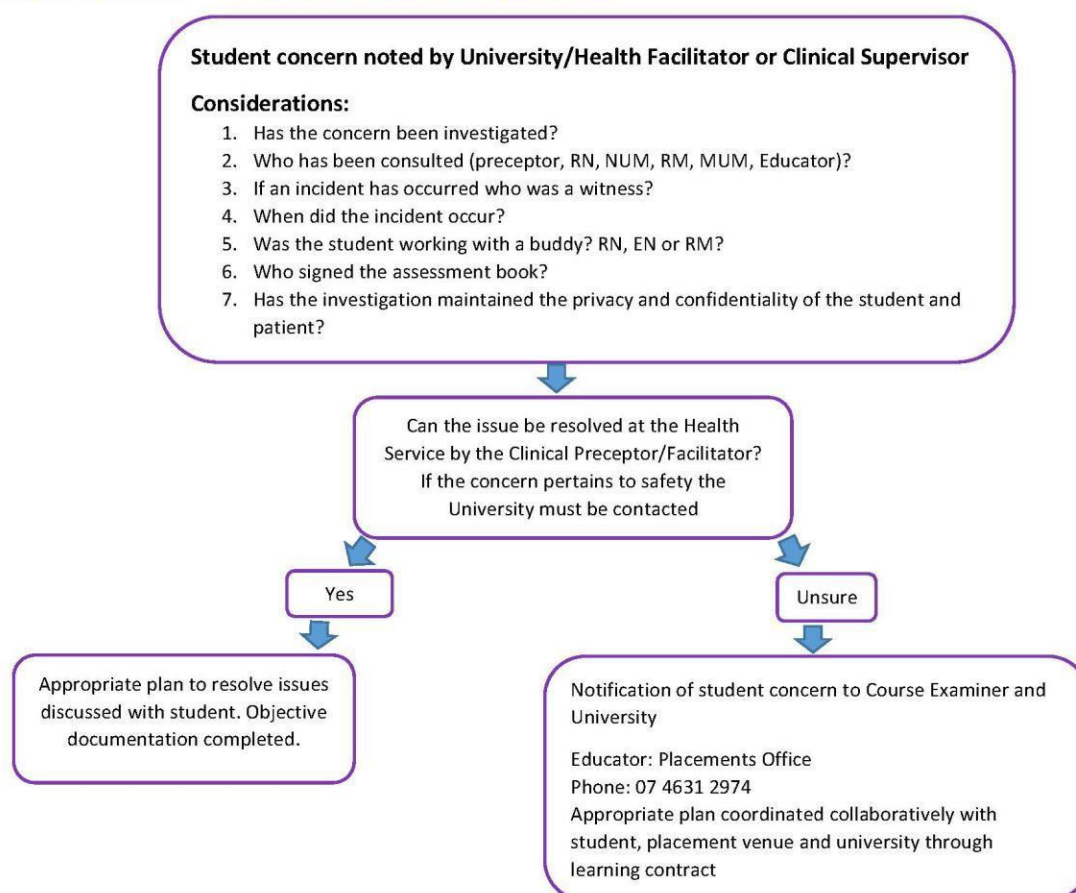 Student concern noted by University/Health Facilitator or Clinical Supervisor
Considerations:
1. Has the concern been investigated?
2. Who has been consulted (preceptor, RN, NUM, RM, MUM, Educator)?
3. If an incident has occurred who was a witness?
4. When did the incident occur?
5. Was the student working with a buddy? RN, EN or RM?
6. Who signed the assessment book?
7. Has the investigation maintained the privacy and confidentiality of the student and
patient?
Can the issue be resolved at the Health
Service by the Clinical Preceptor/Facilitator?
If the concern pertains to safety the
University must be contacted
Yes
Unsure
Appropriate plan to resolve issues
discussed with student. Objective
documentation completed.
Notification of student concern to Course Examiner and
University
Educator: Placements Office
Phone: 07 4631 2974
Appropriate plan coordinated collaboratively with
student, placement venue and university through
learning contract